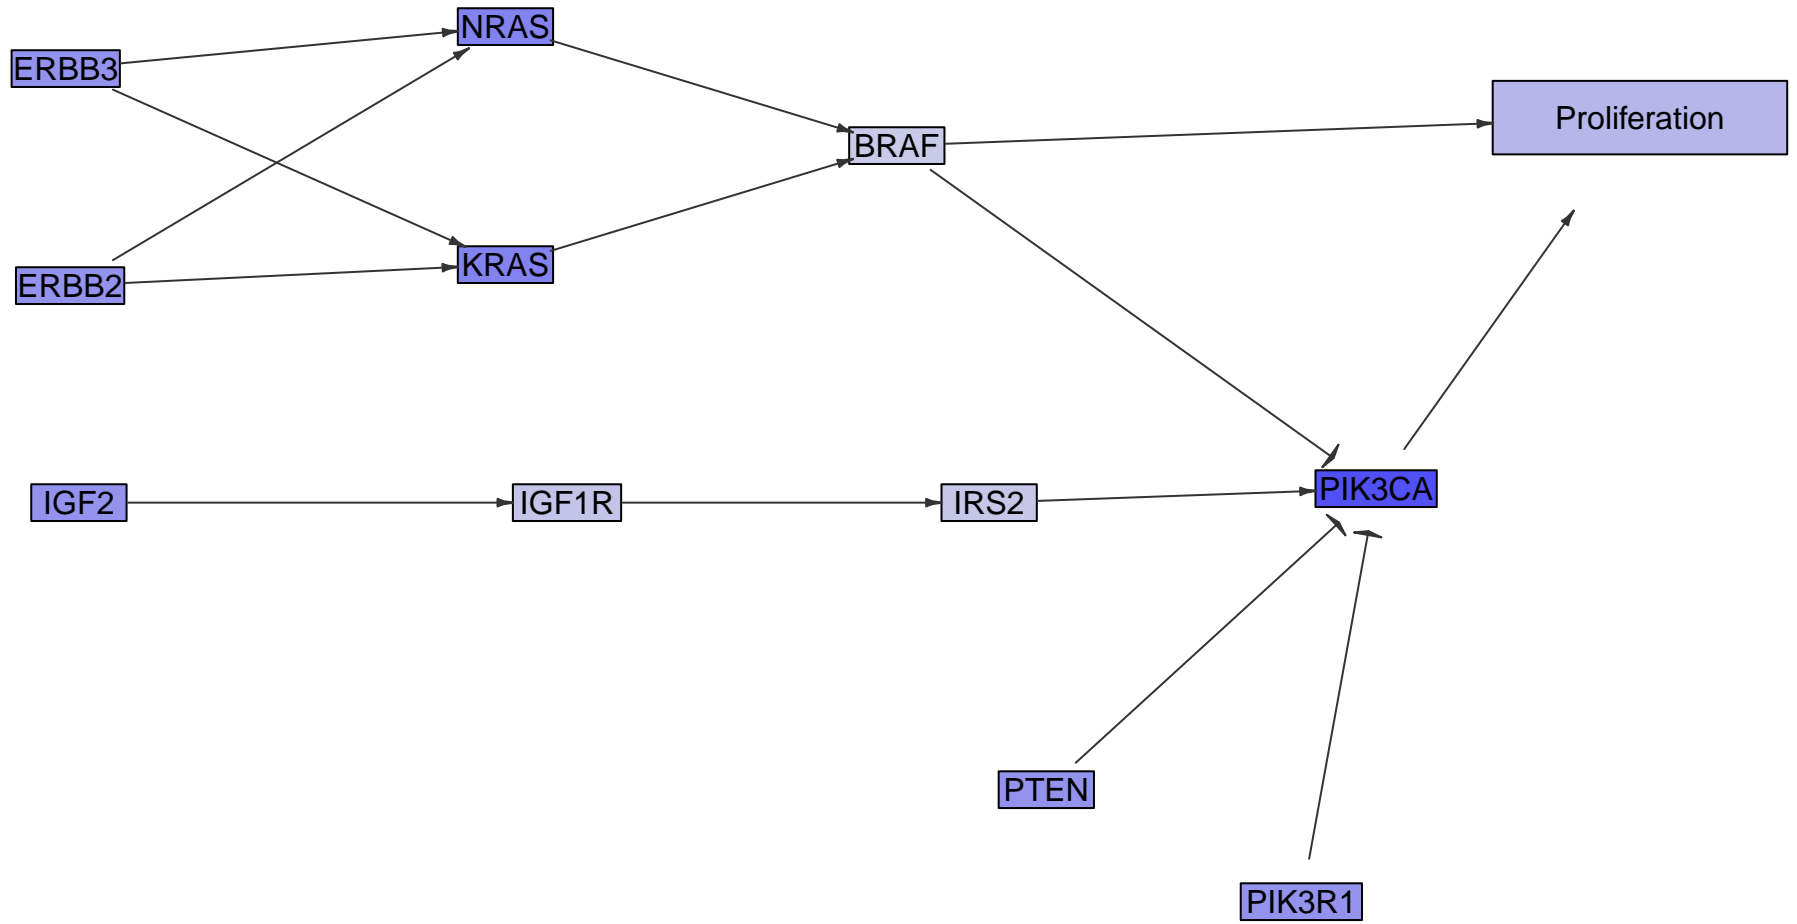 NRAS
ERBB3
Proliferation
BRAF
KRAS
ERBB2
IGF2
IGF1R
IRS2
PIK3CA
PTEN
PIK3R1